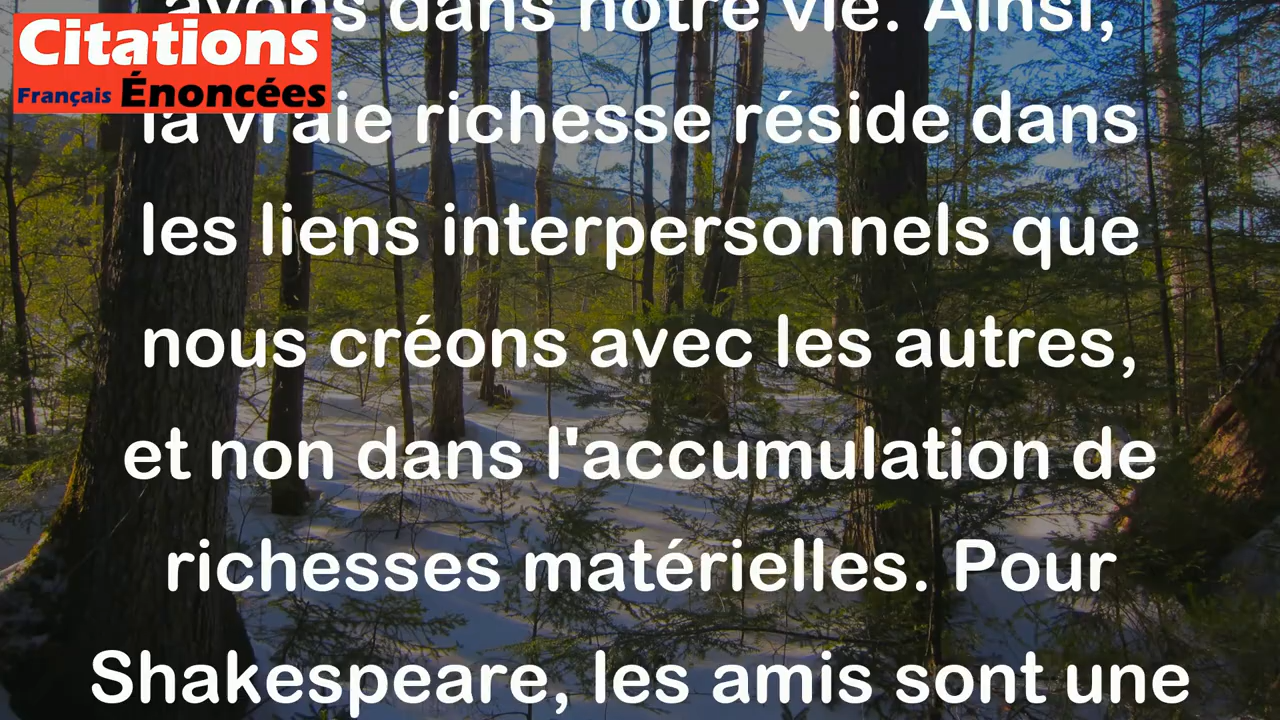 Citations
Français Énoncées
avons dans notre vie. Ainsi,
la vraie richesse réside dans
les liens interpersonnels que
nous créons avec les autres,
et non dans l'accumulation de
richesses matérielles. Pour
Shakespeare, les amis sont une